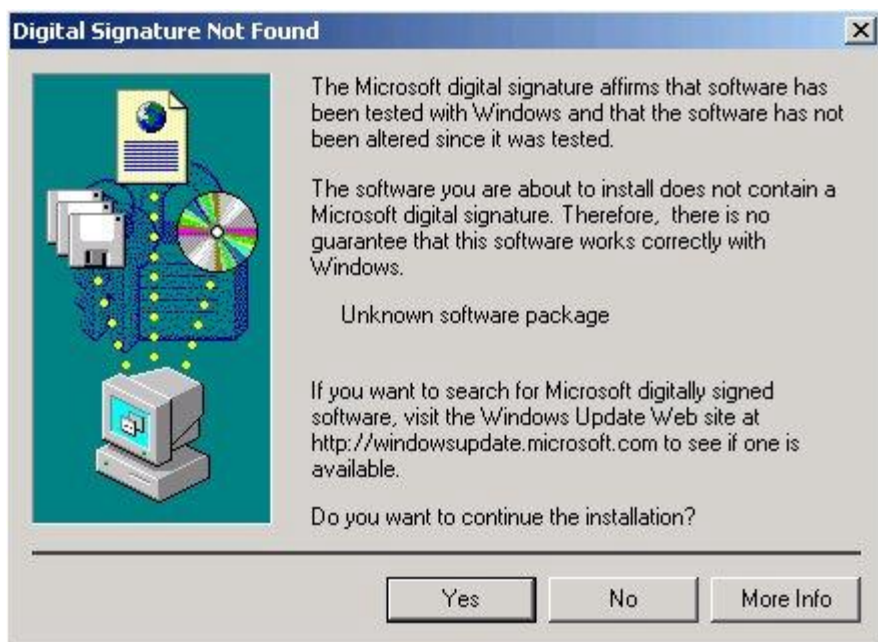 Digital Signature Not Found
The Microsoft digital signature affirms that software has
been tested with Windows and that the software has not
been altered since it was tested.
The software you are about to install does not contain a
Microsoft digital signature. Therefore, there is no
guarantee that this software works correctly with
Windows.
Unknown software package
If you want to search for Microsoft digitally signed
software, visit the Windows Update Web site at
http://windowsupdate.microsoft.com to see if one is
available.
Do you want to continue the installation?
Yes No More Info